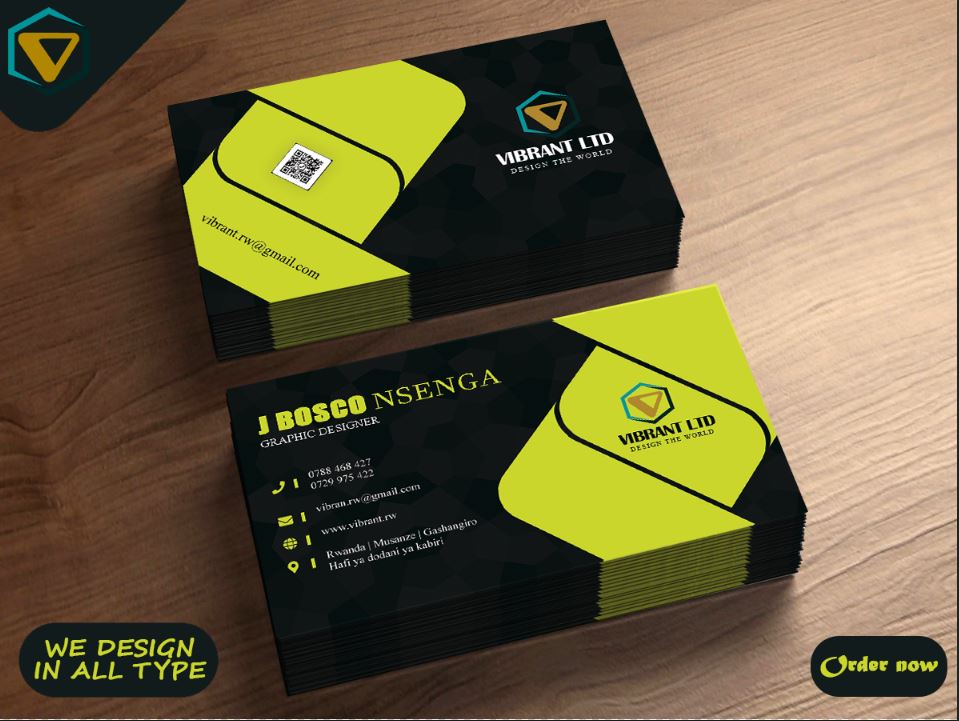 VIBRANT LTD
DESIGN THE WORLD
vibrant.rw@gmail.com
J BOSCO NSENGA
GRAPHIC DESIGNER
0788 468 427
0729 975 422
vibran.rw@gmail.com
www.vibrant.rw
Rwanda | Musanze | Gashangiro
Hafi ya dodani ya kabiri
VIBRANT LTD
DESIGN THE WORLD
WE DESIGN
IN ALL TYPE
Order now